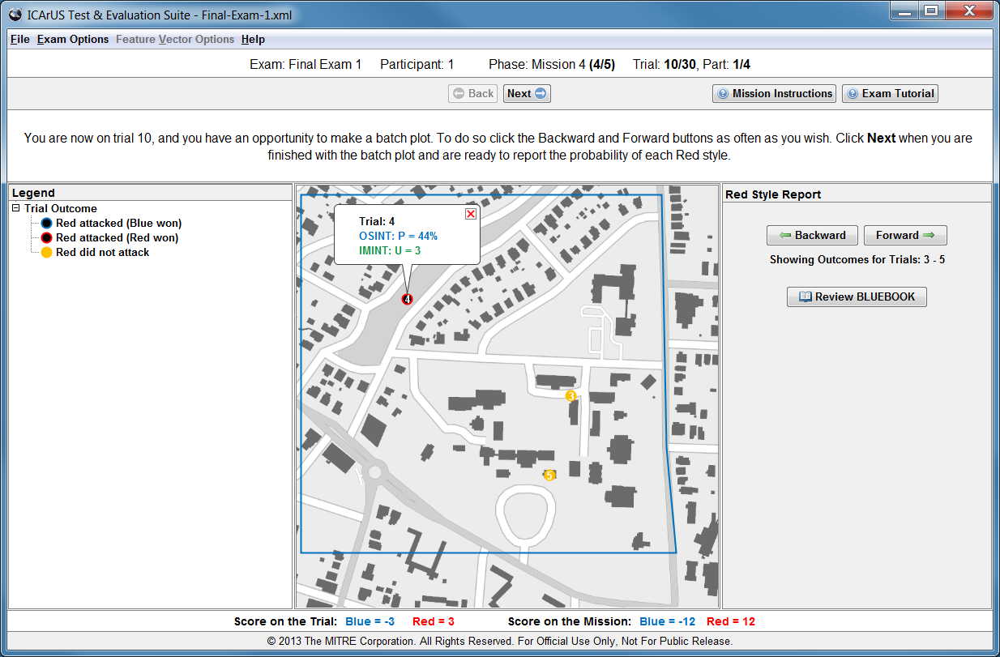 ICArUS Test & Evaluation Suite - Final-Exam-1.xml
File Exam Options Feature Vector Options Help
Exam: Final Exam 1 Participant: 1 Phase: Mission 4 (4/5) Trial: 10/30, Part: 1/4
Back Next Mission Instructions Exam Tutorial
You are now on trial 10, and you have an opportunity to make a batch plot. To do so click the Backward and Forward buttons as often as you wish. Click Next when you are
finished with the batch plot and are ready to report the probability of each Red style.
Legend
Trial Outcome
Red attacked (Blue won)
Red attacked (Red won)
Red did not attack
Trial: 4
OSINT: P = 44%
IMINT: U = 3
4
3
5
Red Style Report
Backward Forward
Showing Outcomes for Trials: 3 - 5
Review BLUEBOOK
Score on the Trial: Blue = -3 Red = 3 Score on the Mission: Blue = -12 Red = 12
© 2013 The MITRE Corporation. All Rights Reserved. For Official Use Only, Not For Public Release.